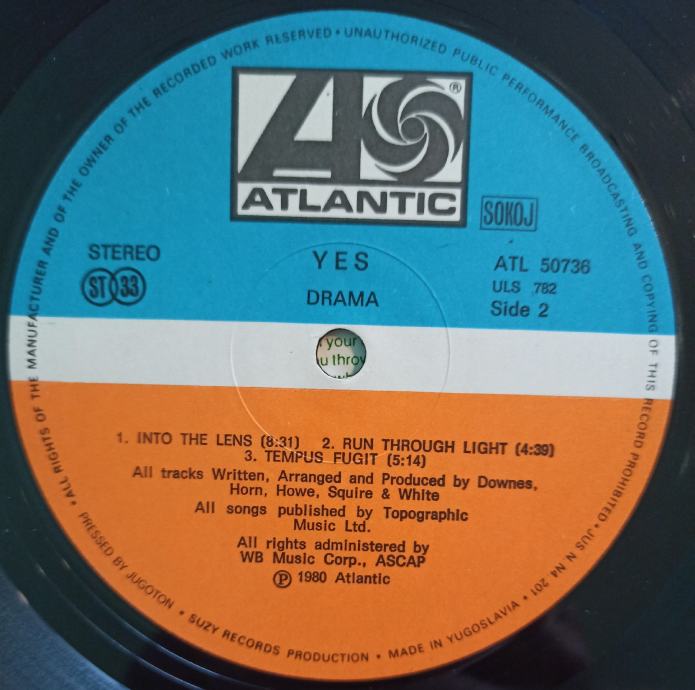 • ALL RIGHTS OF THE MANUFACTURER AND OF THE OWNER OF THE RECORDED WORK RESERVED • UNAUTHORIZED PUBLIC PERFORMANCE BROADCASTING AND COPYING OF THIS RECORD PROHIBITED • JUS N N4 201 •
®
ATLANTIC
SOKOJ
STEREO
ST 33
YES
DRAMA
ATL 50736
ULS 782
Side 2
your
u throw
1. INTO THE LENS (8:31) 2. RUN THROUGH LIGHT (4:39)
3. TEMPUS FUGIT (5:14)
All tracks Written, Arranged and Produced by Downes,
Horn, Howe, Squire & White
All songs published by Topographic
Music Ltd.
All rights administered by
WB Music Corp., ASCAP
Ⓟ 1980 Atlantic
PRESSED BY JUGOTON • SUZY RECORDS PRODUCTION • MADE IN YUGOSLAVIA •